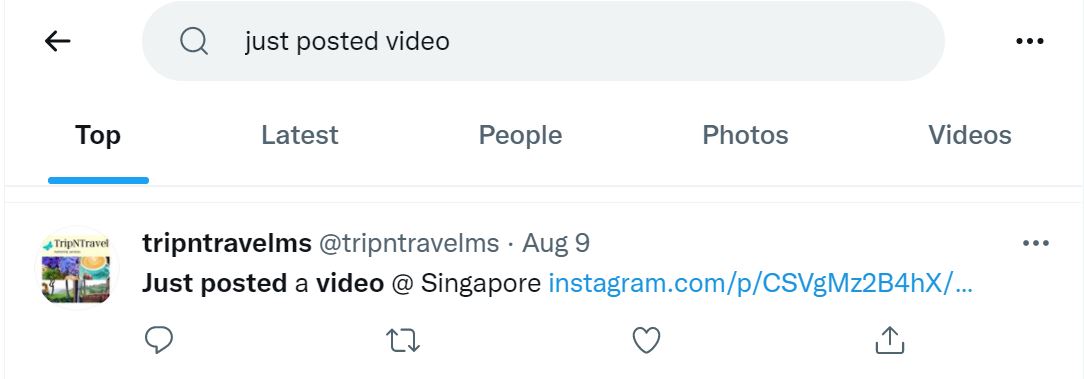 just posted video
Top Latest People Photos Videos
TripNTravel
tripntravelms @tripntravelms · Aug 9
Just posted a video @ Singapore instagram.com/p/CSVgMz2B4hX/...